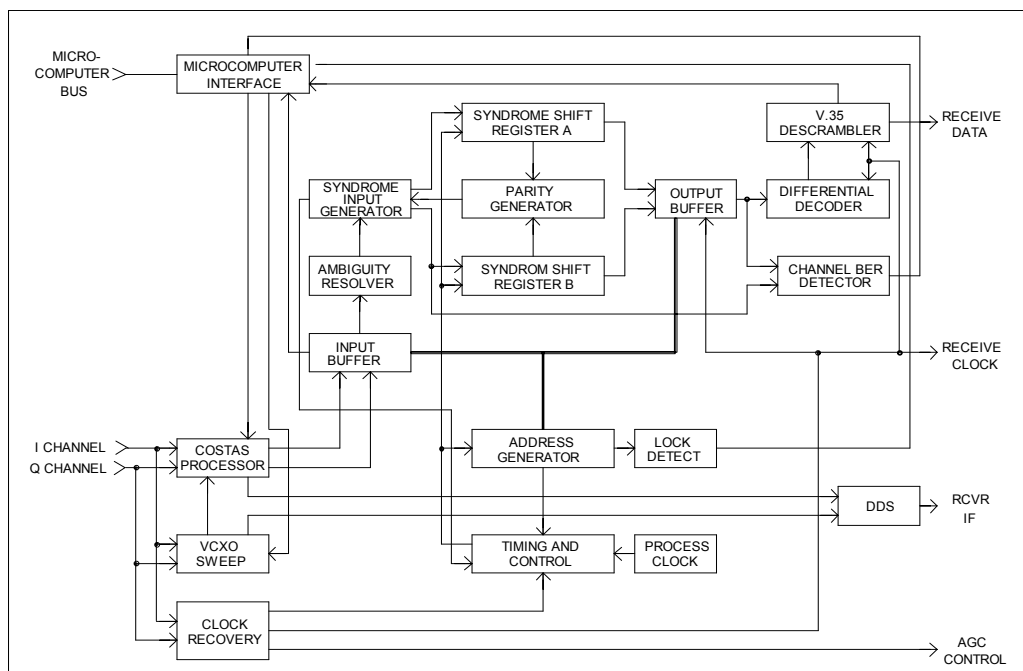 MICRO-
COMPUTER
BUS
MICROCOMPUTER
INTERFACE
SYNDROME SHIFT
REGISTER A
V.35
DESCRAMBLER
RECEIVE
DATA
SYNDROME
INPUT
GENERATOR
PARITY
GENERATOR
OUTPUT
BUFFER
DIFFERENTIAL
DECODER
AMBIGUITY
RESOLVER
SYNDROM SHIFT
REGISTER B
CHANNEL BER
DETECTOR
INPUT
BUFFER
RECEIVE
CLOCK
I CHANNEL
Q CHANNEL
COSTAS
PROCESSOR
ADDRESS
GENERATOR
LOCK
DETECT
DDS
RCVR
IF
VCXO
SWEEP
TIMING AND
CONTROL
PROCESS
CLOCK
CLOCK
RECOVERY
AGC
CONTROL